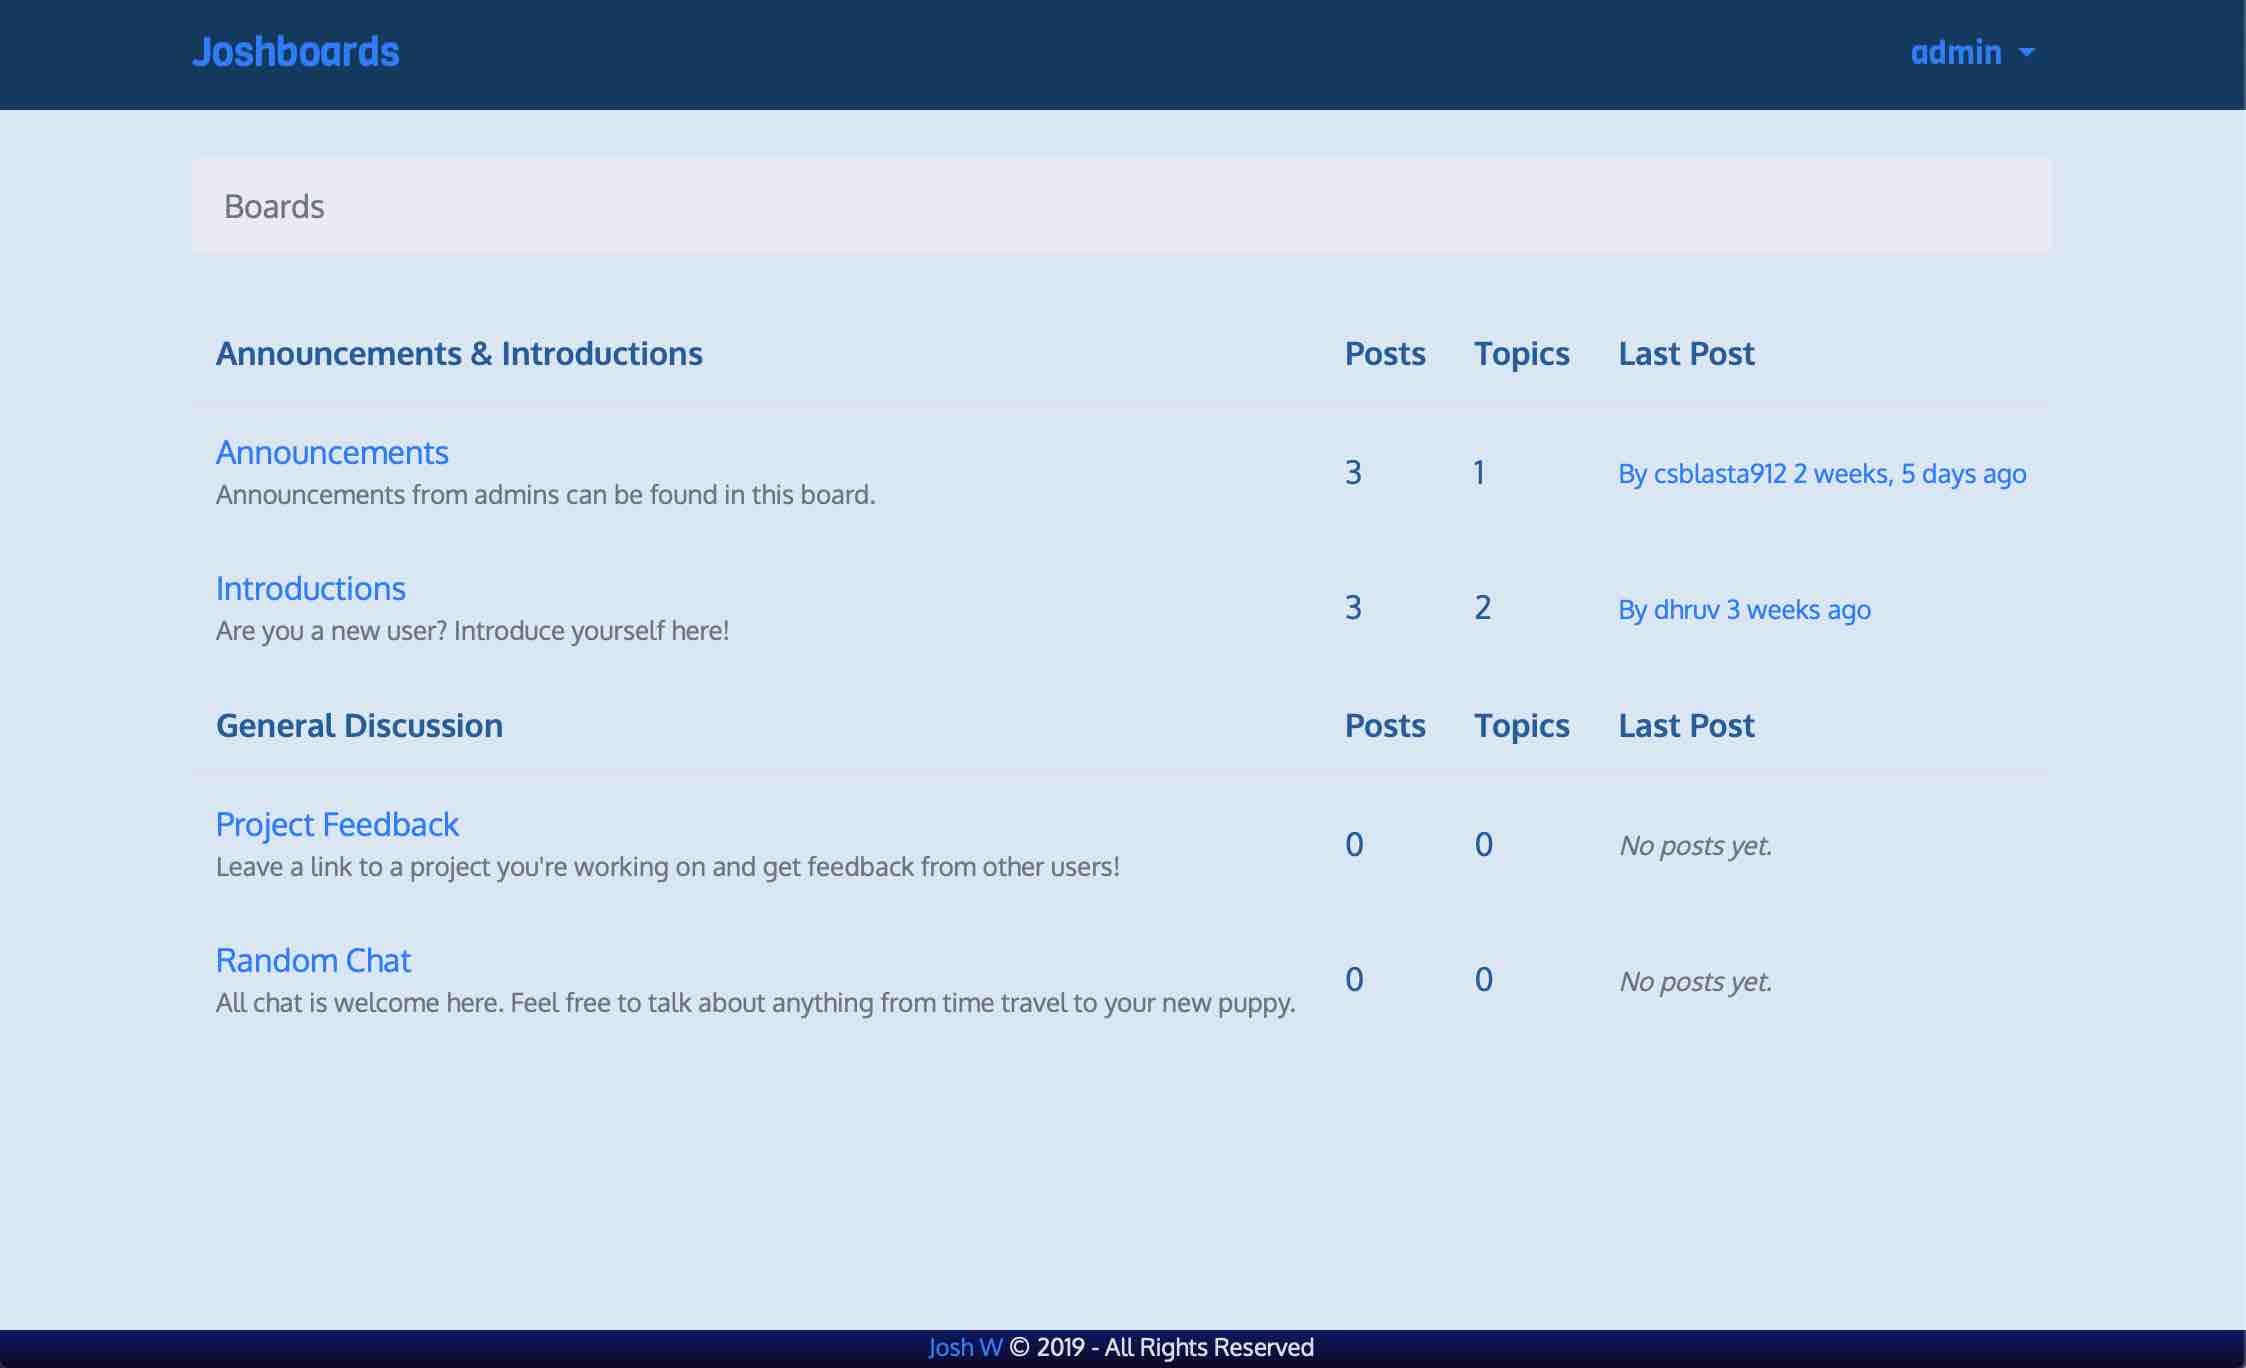 Joshboards admin
Boards
Announcements & Introductions Posts Topics Last Post
Announcements
Announcements from admins can be found in this board.
3 1 By csblasta912 2 weeks, 5 days ago
Introductions
Are you a new user? Introduce yourself here!
3 2 By dhruv 3 weeks ago
General Discussion Posts Topics Last Post
Project Feedback
Leave a link to a project you're working on and get feedback from other users!
0 0 No posts yet.
Random Chat
All chat is welcome here. Feel free to talk about anything from time travel to your new puppy.
0 0 No posts yet.
Josh W © 2019 - All Rights Reserved